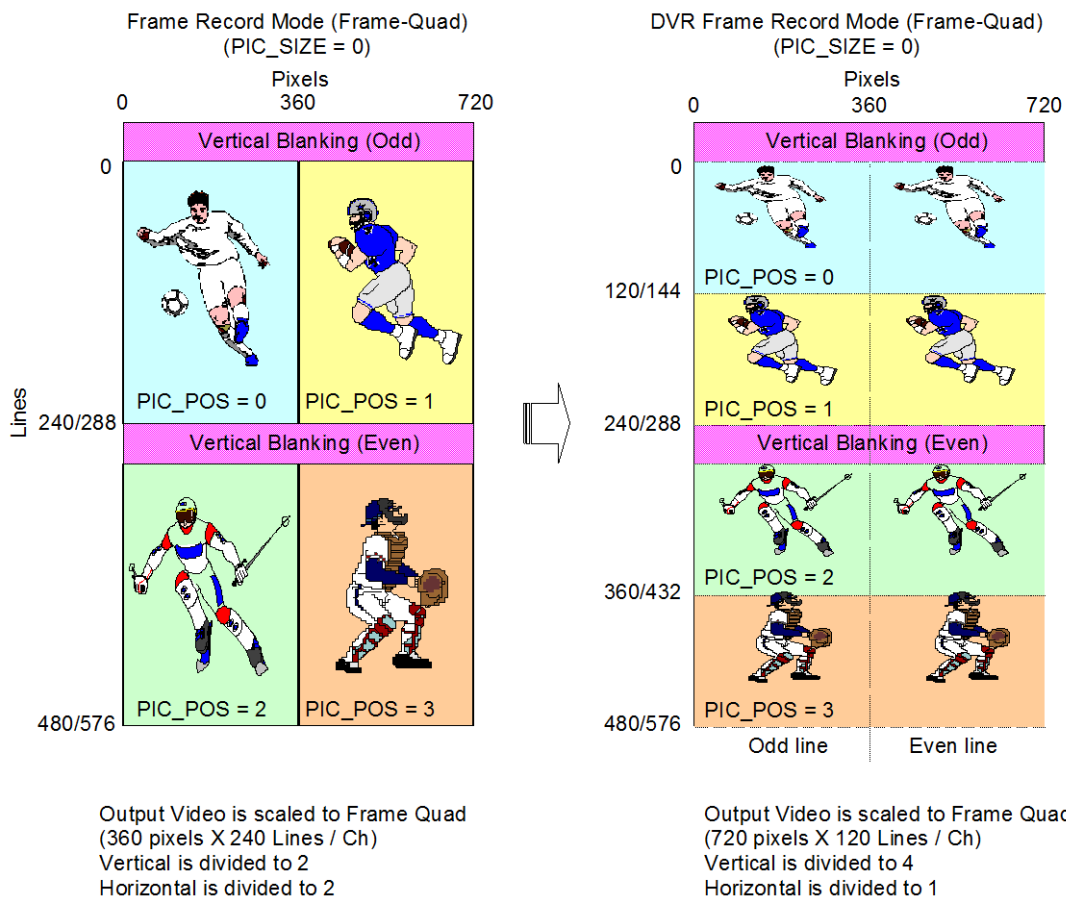 Frame Record Mode (Frame-Quad)
(PIC_SIZE = 0)
Pixels
0 360 720
Vertical Blanking (Odd)
0
PIC_POS = 0 PIC_POS = 1
Lines
240/288
Vertical Blanking (Even)
PIC_POS = 2 PIC_POS = 3
480/576
Output Video is scaled to Frame Quad
(360 pixels X 240 Lines / Ch)
Vertical is divided to 2
Horizontal is divided to 2
DVR Frame Record Mode (Frame-Quad)
(PIC_SIZE = 0)
Pixels
0 360 720
Vertical Blanking (Odd)
0
PIC_POS = 0
120/144
PIC_POS = 1
240/288
Vertical Blanking (Even)
PIC_POS = 2
360/432
PIC_POS = 3
480/576
Odd line Even line
Output Video is scaled to Frame Quad
(720 pixels X 120 Lines / Ch)
Vertical is divided to 4
Horizontal is divided to 1